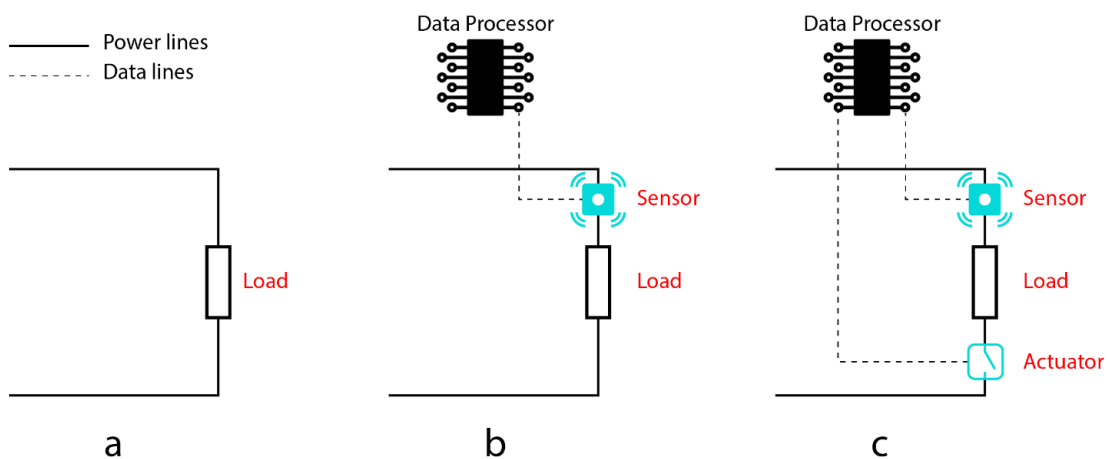 Power lines
Data lines
Data Processor
Data Processor
Sensor
Sensor
Load
Load
Load
Actuator
a
b
c